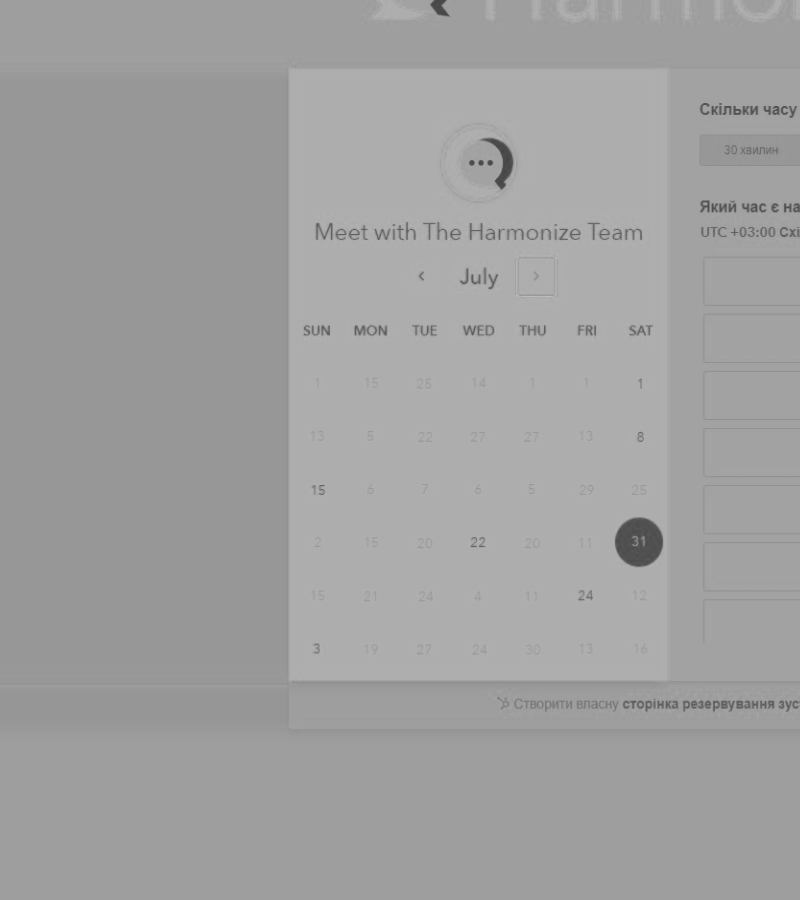 Harmon
Meet with The Harmonize Team
July
SUN MON TUE WED THU FRI SAT
1 15 25 14 1 1 1
13 5 22 27 27 13 8
15 6 7 6 5 29 25
2 15 20 22 20 11 31
15 21 24 4 11 24 12
3 19 27 24 30 13 16
Скільки часу
30 хвилин
Який час є на
UTC +03:00 Схі
Створити власну сторінка резервування зус